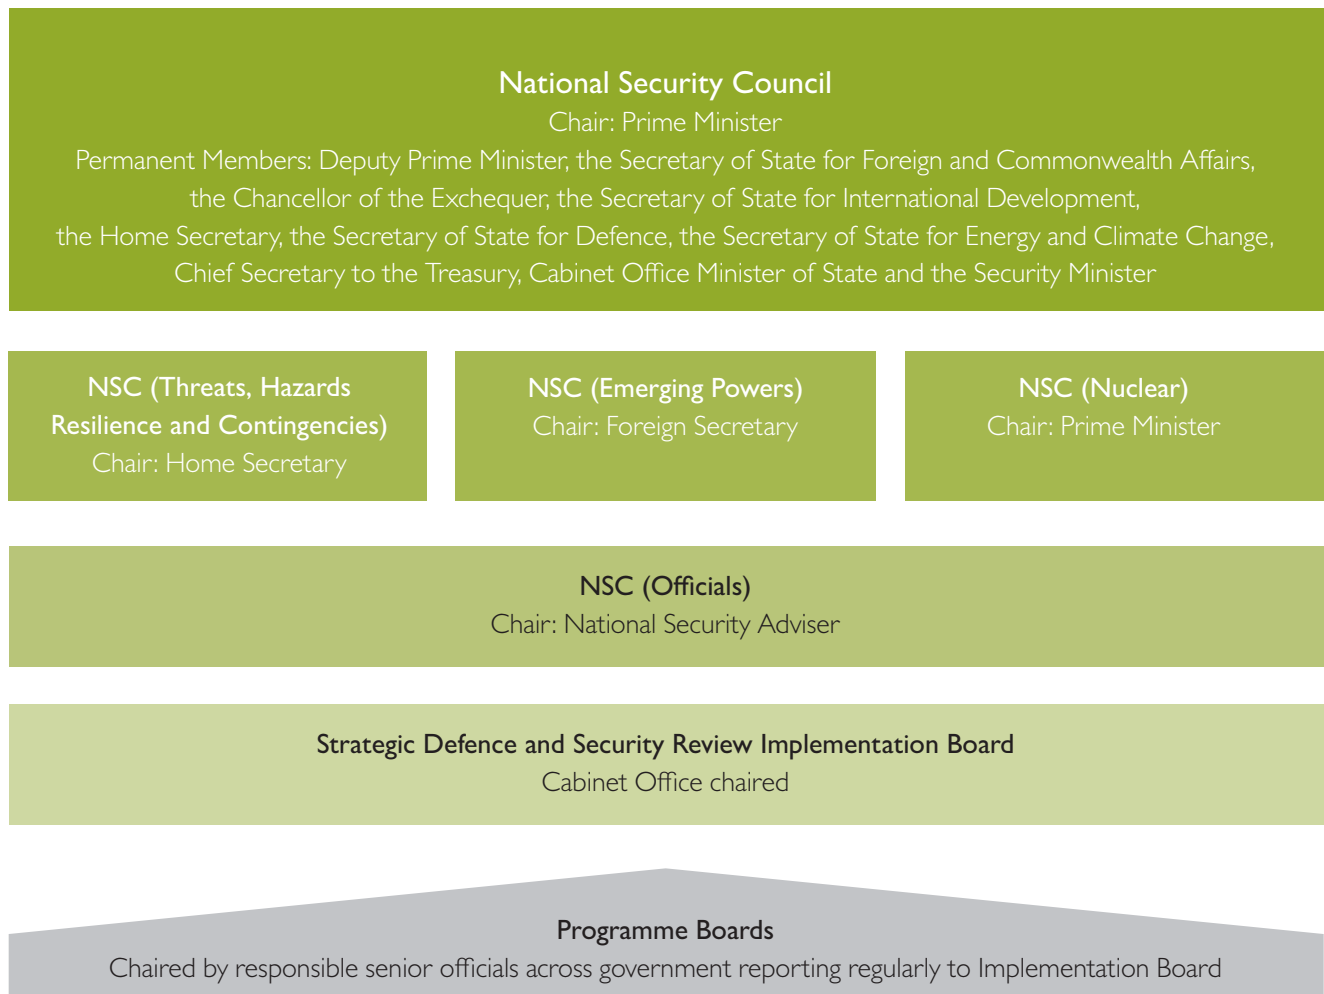 National Security Council
Chair: Prime Minister
Permanent Members: Deputy Prime Minister, the Secretary of State for Foreign and Commonwealth Affairs,
the Chancellor of the Exchequer, the Secretary of State for International Development,
the Home Secretary, the Secretary of State for Defence, the Secretary of State for Energy and Climate Change,
Chief Secretary to the Treasury, Cabinet Office Minister of State and the Security Minister
NSC (Threats, Hazards
Resilience and Contingencies)
Chair: Home Secretary
NSC (Emerging Powers)
Chair: Foreign Secretary
NSC (Nuclear)
Chair: Prime Minister
NSC (Officials)
Chair: National Security Adviser
Strategic Defence and Security Review Implementation Board
Cabinet Office chaired
Programme Boards
Chaired by responsible senior officials across government reporting regularly to Implementation Board